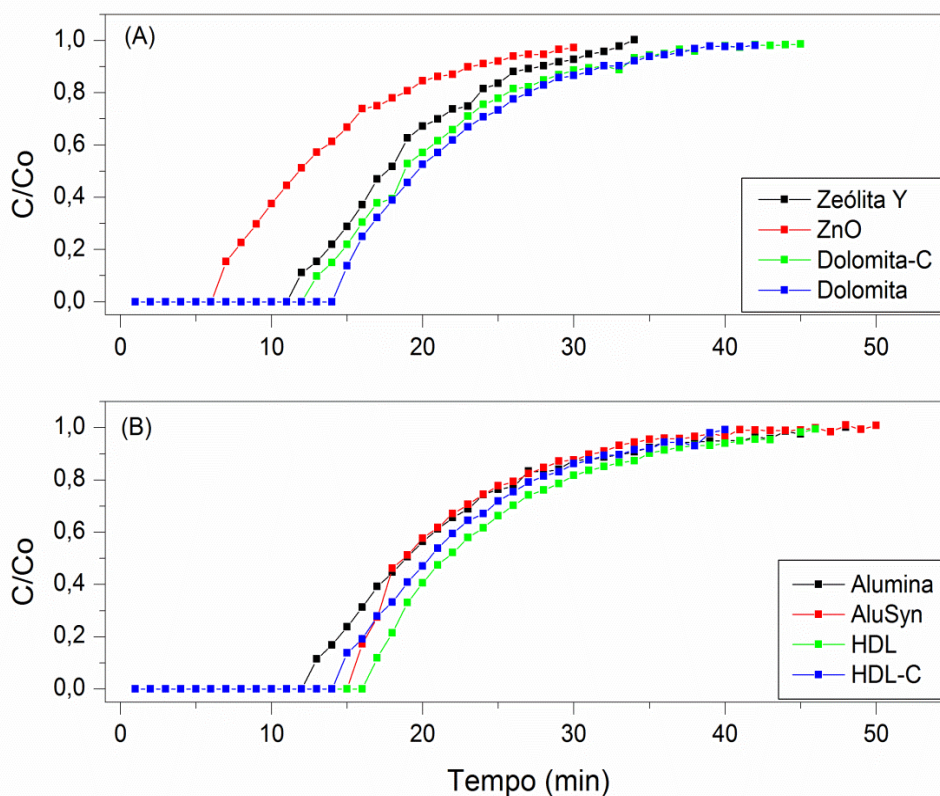 (A)
1,0
0,8
0,6
0,4
0,2
0,0
C/Co
Zeólita Y
ZnO
Dolomita-C
Dolomita
0 10 20 30 40 50
(B)
1,0
0,8
0,6
0,4
0,2
0,0
C/Co
Alumina
AluSyn
HDL
HDL-C
0 10 20 30 40 50
Tempo (min)